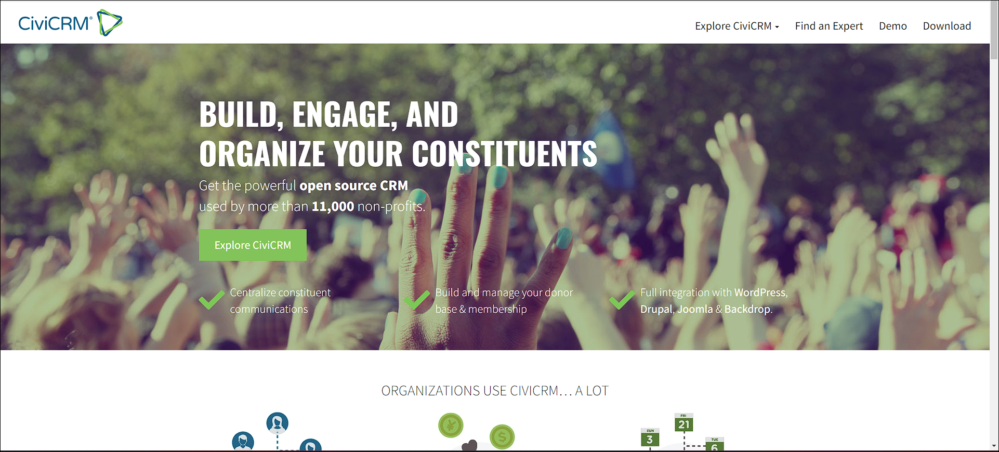 CiviCRM®
Explore CiviCRM
Find an Expert
Demo
Download
BUILD, ENGAGE, AND
ORGANIZE YOUR CONSTITUENTS
Get the powerful open source CRM
used by more than 11,000 non-profits.
Explore CiviCRM
Centralize constituent
communications
Build and manage your donor
base & membership
Full integration with WordPress,
Drupal, Joomla & Backdrop.
ORGANIZATIONS USE CIVICRM... A LOT
¥
$
SUN
3
FRI
21
TUE
6